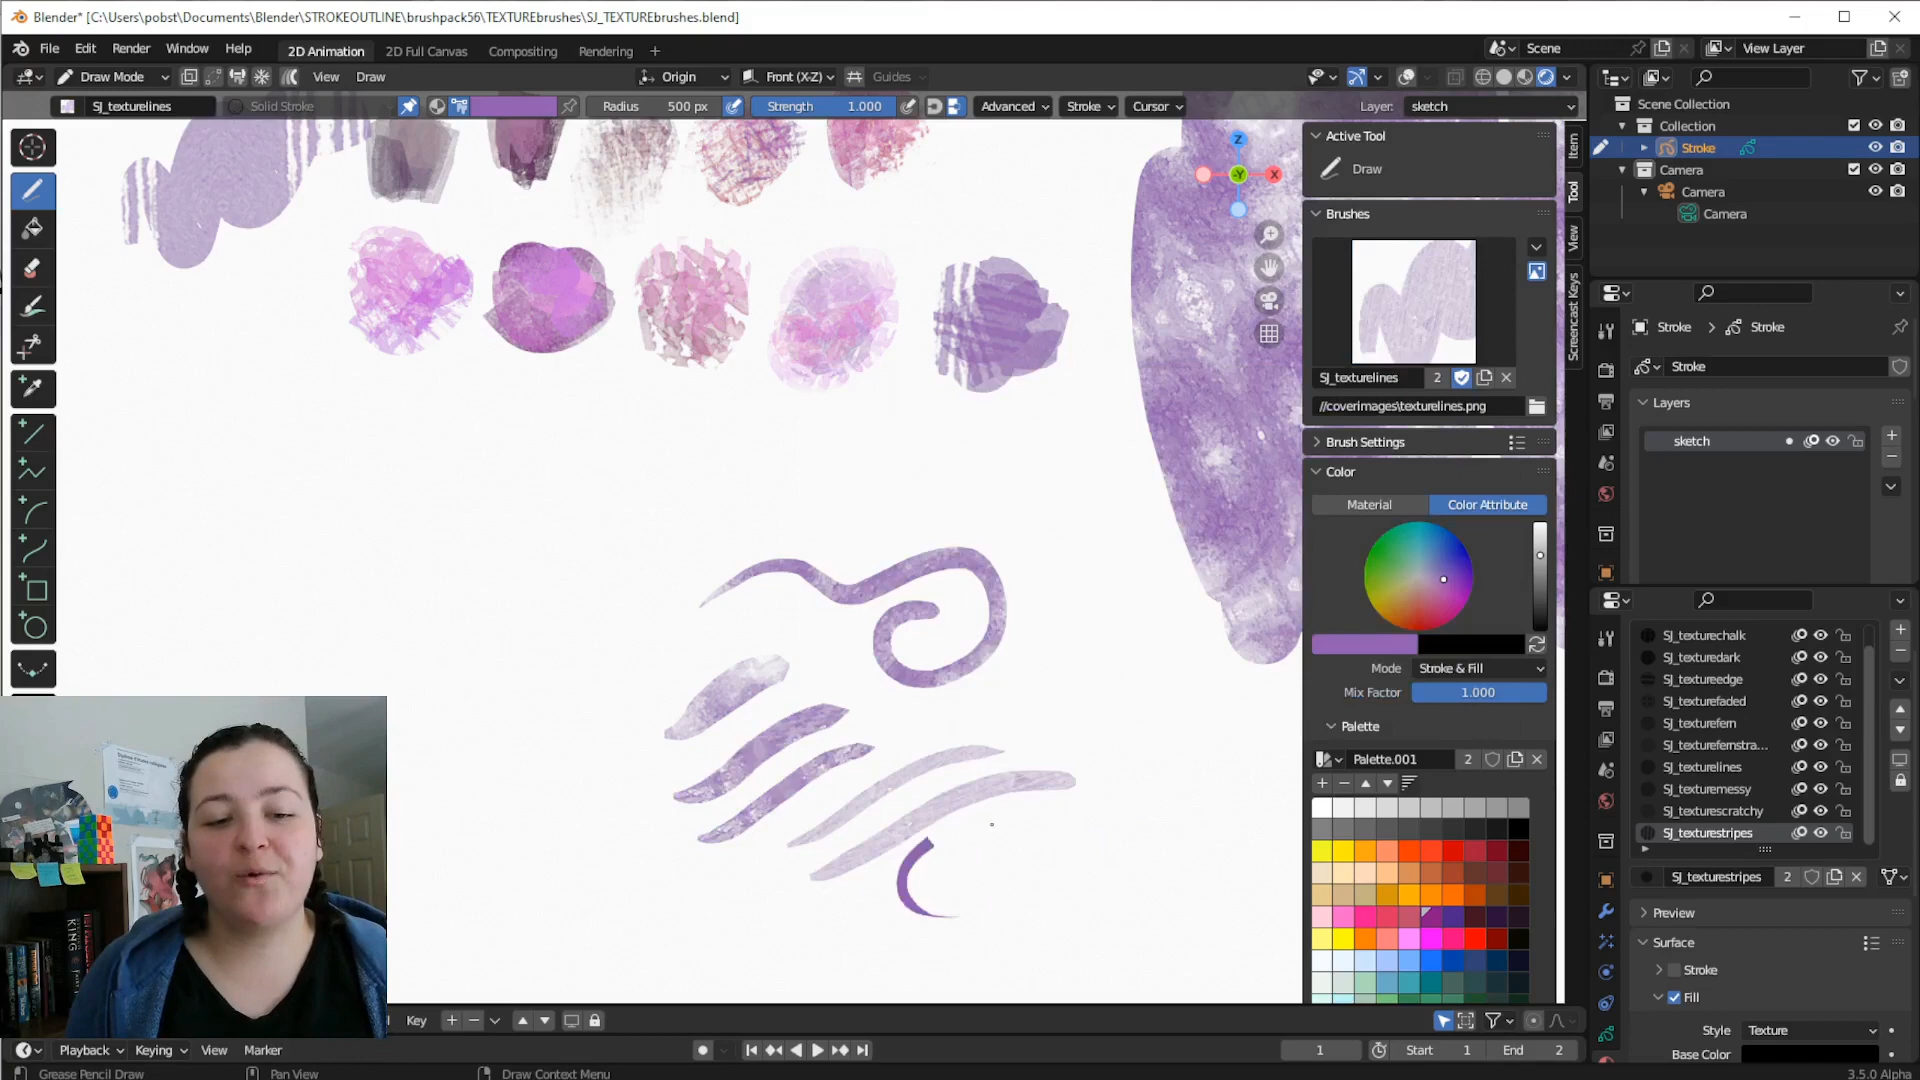 Blender* [C:\Users\pobst\Documents\Blender\STROKEOUTLINE\brushpack56\TEXTUREbrushes\SJ_TEXTUREbrushes.blend]
File Edit Render Window Help 2D Animation 2D Full Canvas Compositing Rendering + Scene View Layer
Draw Mode View Draw Origin Front (X-Z) Guides
SJ_texturelines Solid Stroke Radius 500 px Strength 1.000 Advanced Stroke Cursor Layer: sketch
Scene Collection
Collection
Stroke
Camera
Camera
Camera
Z
-Y X
Item
Tool
View
Screencast Keys
Active Tool
Draw
Brushes
SJ_texturelines 2
//coverimages\texturelines.png
Brush Settings
Color
Material Color Attribute
Mode Stroke & Fill
Mix Factor 1.000
Palette
Palette.001 2
Stroke Stroke
Stroke
Layers
sketch
SJ_texturechalk
SJ_texturedark
SJ_textureedge
SJ_texturefaded
SJ_texturefern
SJ_texturefernstra...
SJ_texturelines
SJ_texturemessy
SJ_texturescratchy
SJ_texturestripes
SJ_texturestripes 2
Preview
Surface
Stroke
Fill
Style Texture
Base Color
KING
Key
Playback Keying View Marker 1 Start 1 End 2
Grease Pencil Draw Pan View Draw Context Menu 3.5.0 Alpha